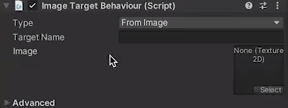 Image Target Behaviour (Script)
Type From Image
Target Name
Image None (Texture 2D)
Select
Advanced